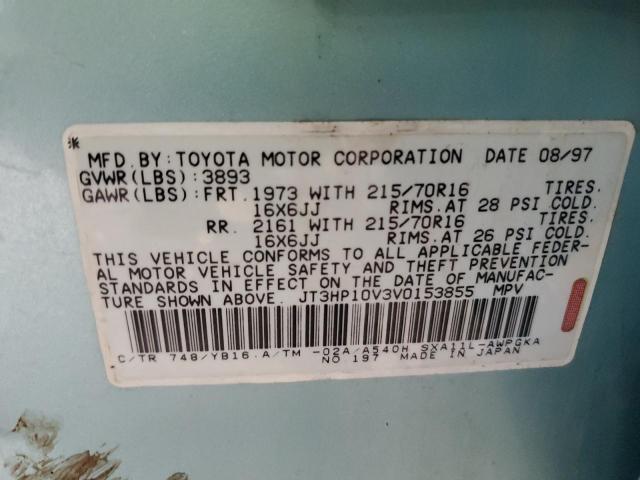 MFD. BY: TOYOTA MOTOR CORPORATION DATE 08/97
GVWR(LBS):3893
GAWR(LBS):FRT.1973 WITH 215/70R16 TIRES.
16X6JJ RIMS.AT 28 PSI COLD.
RR. 2161 WITH 215/70R16 TIRES.
16X6JJ RIMS.AT 26 PSI COLD.
THIS VEHICLE CONFORMS TO ALL APPLICABLE FEDER-
AL MOTOR VEHICLE SAFETY AND THEFT PREVENTION
STANDARDS IN EFFECT ON THE DATE OF MANUFAC-
TURE SHOWN ABOVE. JT3HP10V3V0153855 MPV
C/TR 748/YB16.A/TM -02A/A540H SXA11L-AWPGKA
NO 197 MADE IN JAPAN